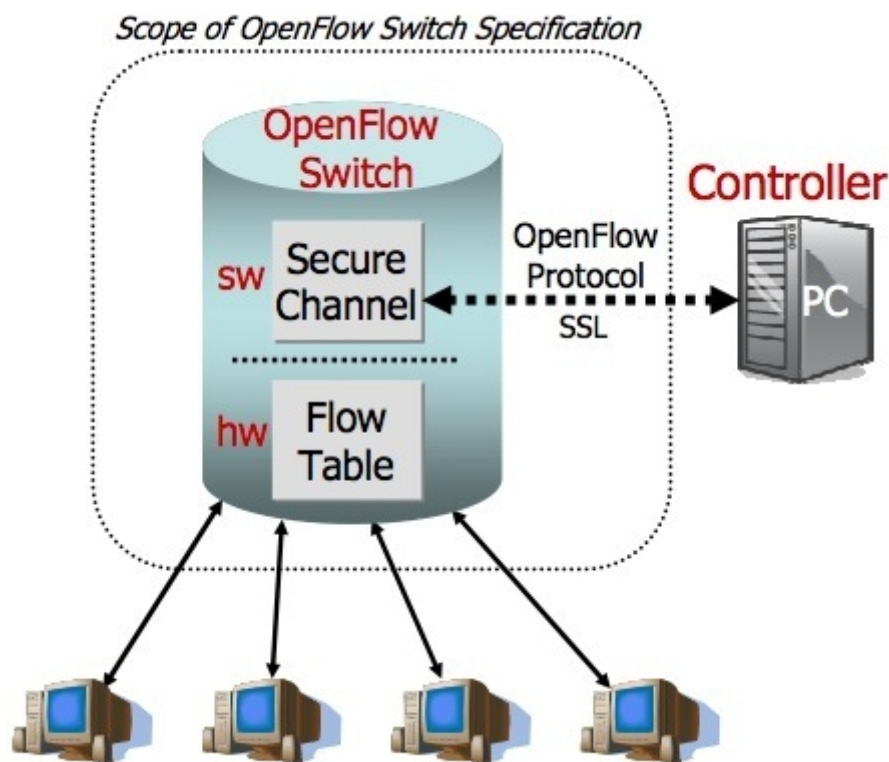 Scope of OpenFlow Switch Specification
OpenFlow
Switch
Controller
sw
Secure
Channel
OpenFlow
Protocol
SSL
PC
hw
Flow
Table